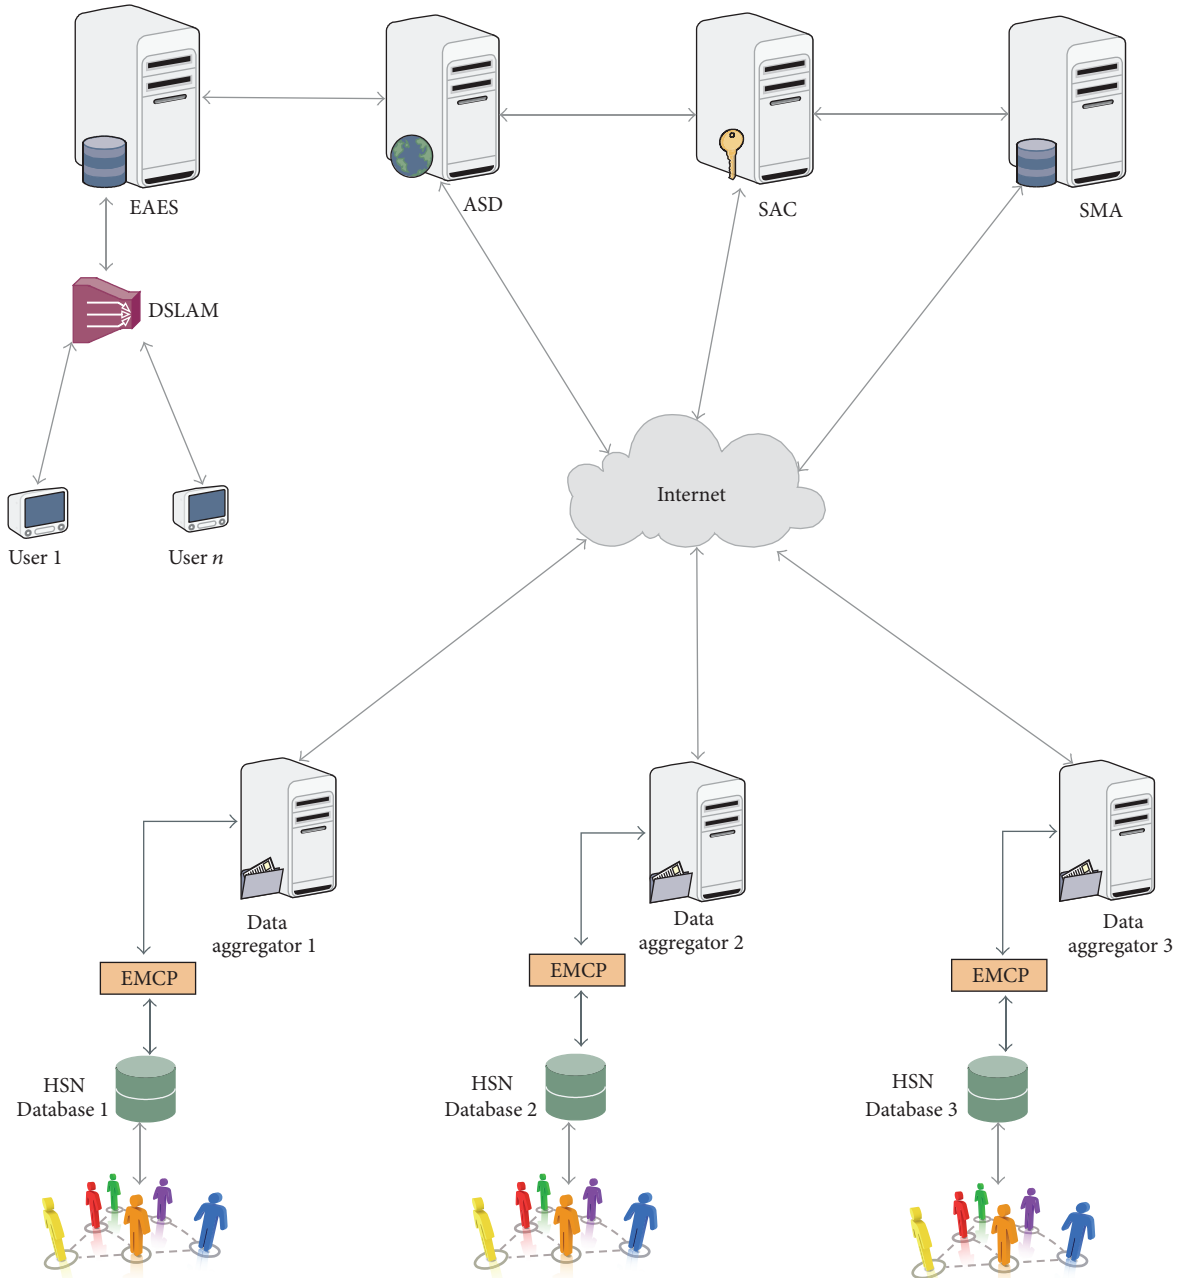 EAES
ASD
SAC
SMA
DSLAM
User 1
User n
Internet
Data
aggregator 1
Data
aggregator 2
Data
aggregator 3
EMCP
EMCP
EMCP
HSN
Database 1
HSN
Database 2
HSN
Database 3